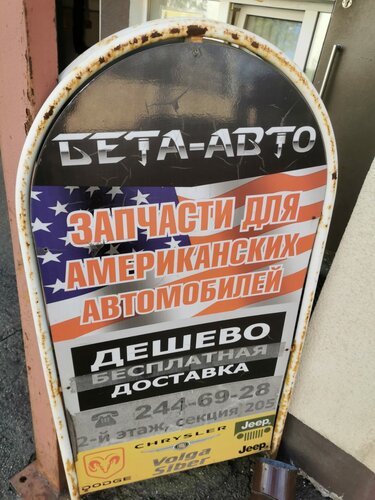 БЕТА-АВТО
ЗАПЧАСТИ ДЛЯ
АМЕРИКАНСКИХ
АВТОМОБИЛЕЙ
ДЕШЕВО
БЕСПЛАТНАЯ
ДОСТАВКА
☎ 244-69-28
2-й этаж, секция 205
CHRYSLER
Jeep
DODGE
Volga
Siber
Jeep